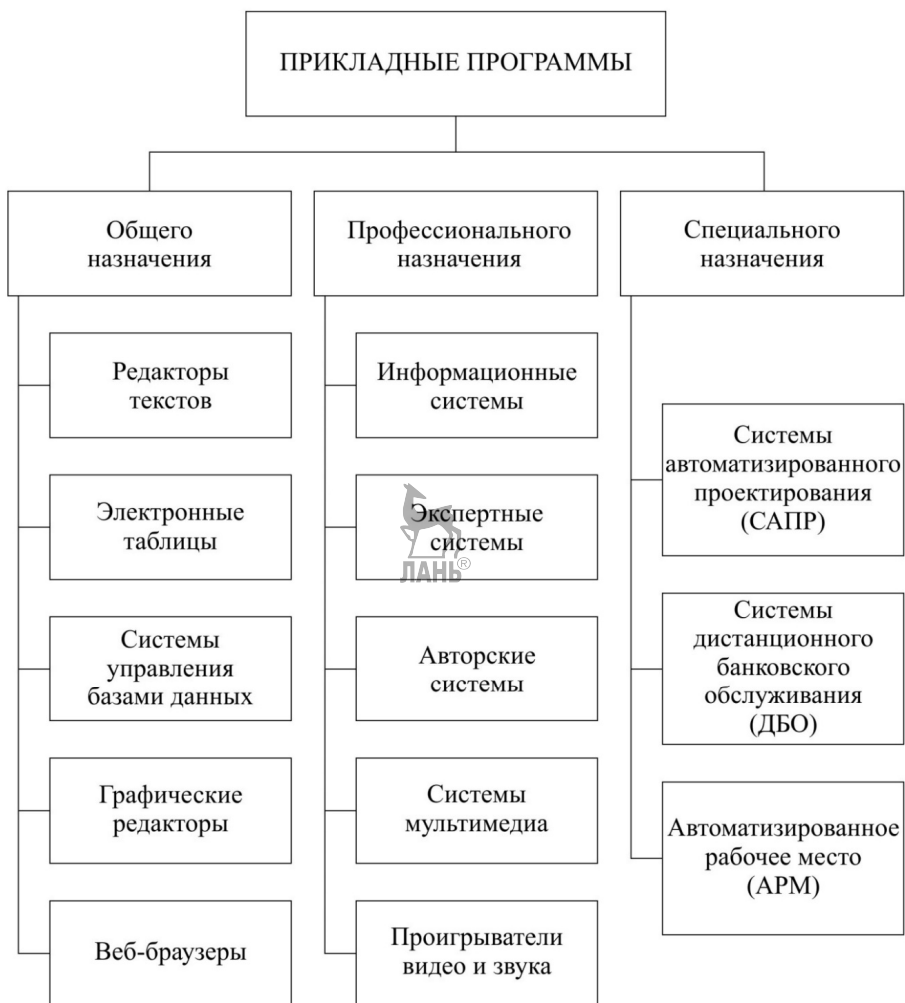 ПРИКЛАДНЫЕ ПРОГРАММЫ
Общего
назначения
Редакторы
текстов
Электронные
таблицы
Системы
управления
базами данных
Графические
редакторы
Веб-браузеры
Профессионального
назначения
Информационные
системы
Экспертные
системы
ЛАНЬ®
Авторские
системы
Системы
мультимедиа
Проигрыватели
видео и звука
Специального
назначения
Системы
автоматизированного
проектирования
(САПР)
Системы
дистанционного
банковского
обслуживания
(ДБО)
Автоматизированное
рабочее место
(АРМ)